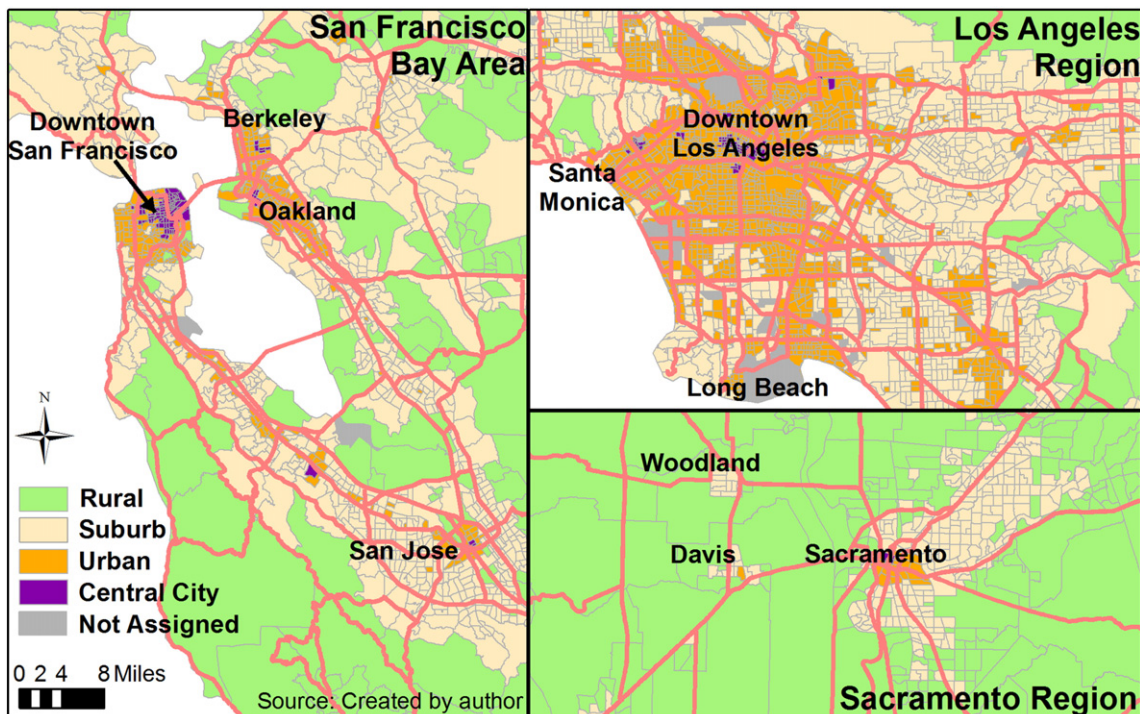 San Francisco
Bay Area
Downtown
San Francisco
Berkeley
Oakland
San Jose
N
Rural
Suburb
Urban
Central City
Not Assigned
0 2 4 8 Miles
Source: Created by author
Los Angeles
Region
Downtown
Los Angeles
Santa
Monica
Long Beach
Woodland
Davis
Sacramento
Sacramento Region